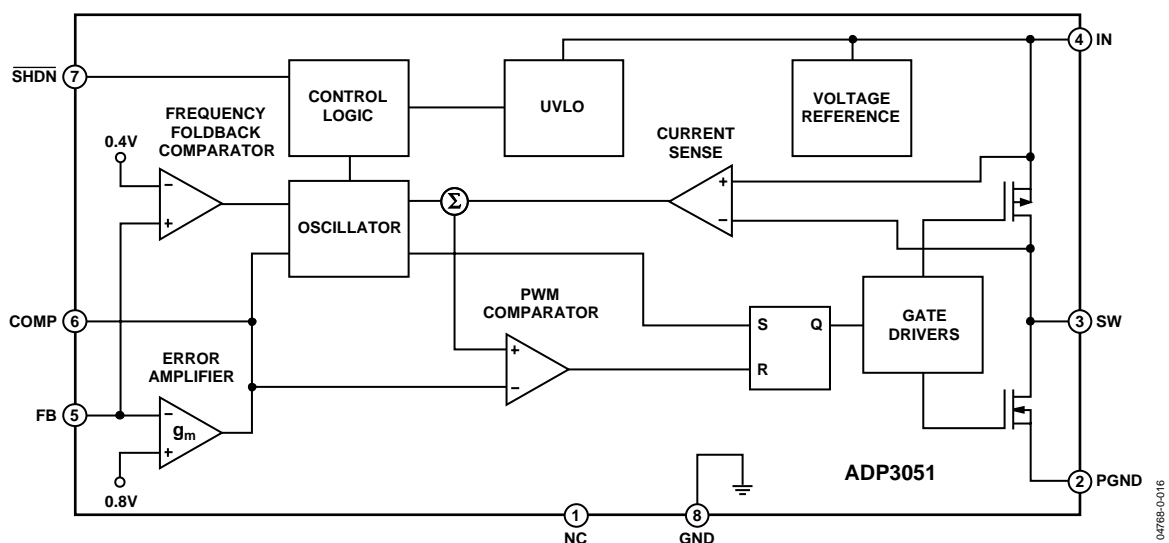 4 IN
SHDN 7
CONTROL
LOGIC
UVLO
VOLTAGE
REFERENCE
FREQUENCY
FOLDBACK
COMPARATOR
0.4V
CURRENT
SENSE
−
+
+
−
Σ
OSCILLATOR
COMP 6
PWM
COMPARATOR
+
−
S Q
R
GATE
DRIVERS
3 SW
ERROR
AMPLIFIER
FB 5
−
gm
+
0.8V
ADP3051
2 PGND
1
NC
8
GND
04768-0-016